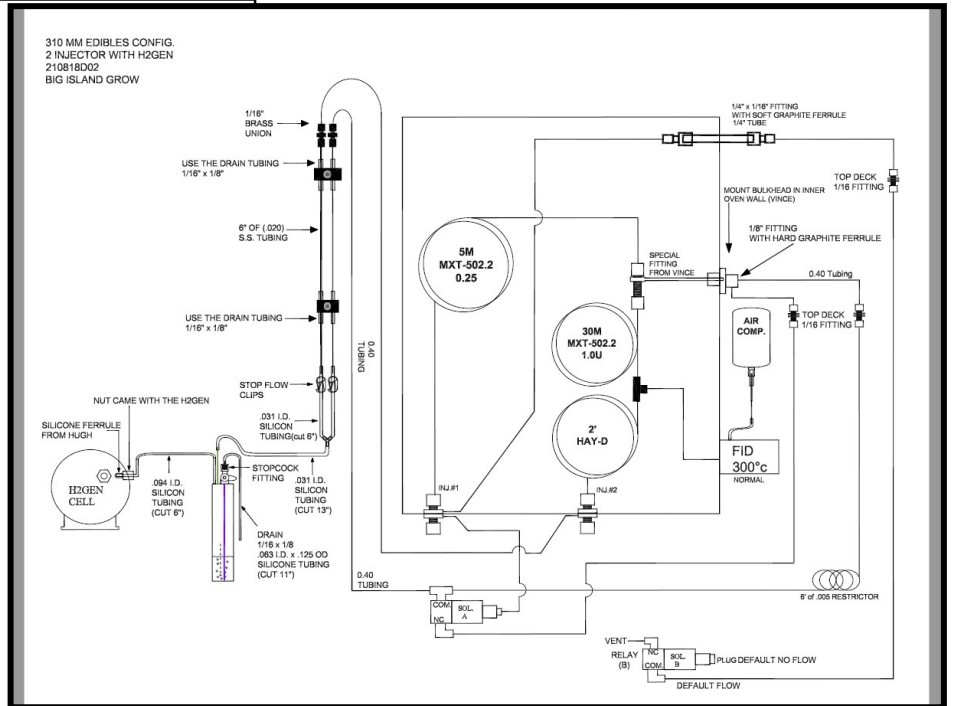 310 MM EDIBLES CONFIG.
2 INJECTOR WITH H2GEN
210818D02
BIG ISLAND GROW
1/16"
BRASS
UNION
USE THE DRAIN TUBING
1/16" x 1/8"
6" OF (.020)
S.S. TUBING
USE THE DRAIN TUBING
1/16" x 1/8"
0.40
TUBING
STOP FLOW
CLIPS
NUT CAME WITH THE H2GEN
SILICONE FERRULE
FROM HUGH
.031 I.D.
SILICON
TUBING(cut 6")
H2GEN
CELL
.094 I.D.
SILICON
TUBING
(CUT 6")
STOPCOCK
FITTING
.031 I.D.
SILICON
TUBING
(CUT 13")
DRAIN
1/16 x 1/8
.063 I.D. x .125 OD
SILICONE TUBING
(CUT 11")
0.40
TUBING
5M
MXT-502.2
0.25
30M
MXT-502.2
1.0U
2'
HAY-D
INJ.#1
INJ.#2
SPECIAL
FITTING
FROM VINCE
1/4" x 1/16" FITTING
WITH SOFT GRAPHITE FERRULE
1/4" TUBE
MOUNT BULKHEAD IN INNER
OVEN WALL (VINCE)
TOP DECK
1/16 FITTING
1/8" FITTING
WITH HARD GRAPHITE FERRULE
0.40 Tubing
AIR
COMP.
TOP DECK
1/16 FITTING
FID
300°c
NORMAL
6' of .005 RESTRICTOR
COM.
NC
SOL.
A
VENT
RELAY
(B)
NC
COM.
SOL.
B
PLUG DEFAULT NO FLOW
DEFAULT FLOW